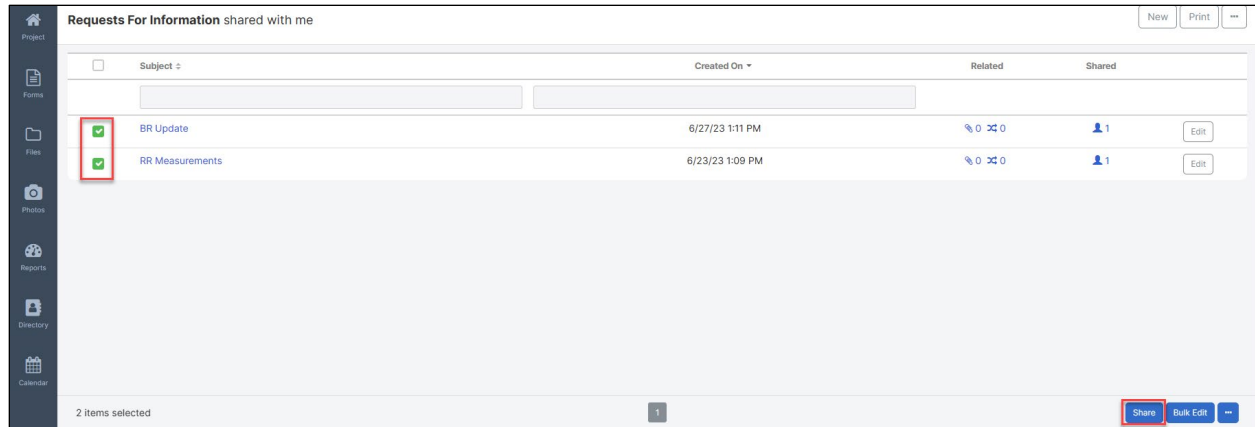 Requests For Information shared with me
New Print ···
Project
Forms
Files
Photos
Reports
Directory
Calendar
Subject Created On Related Shared
BR Update 6/27/23 1:11 PM 0 0 1 Edit
RR Measurements 6/23/23 1:09 PM 0 0 1 Edit
2 items selected 1 Share Bulk Edit ···